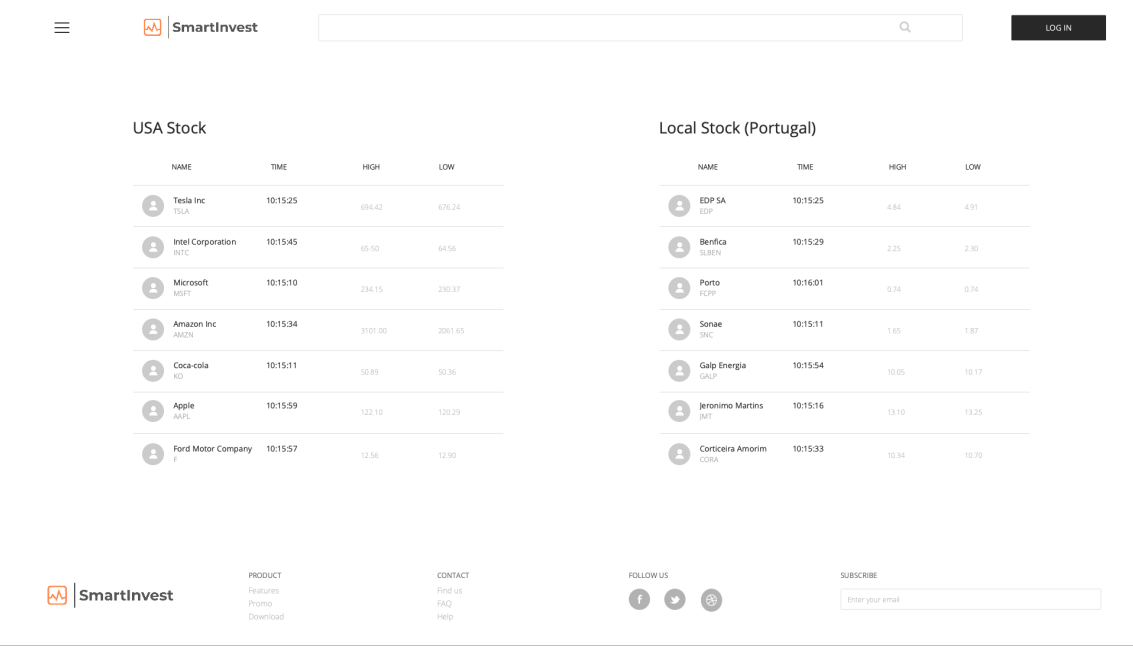 SmartInvest
LOG IN
USA Stock
NAME TIME HIGH LOW
Tesla Inc 10:15:25 694.42 676.24
TSLA
Intel Corporation 10:15:45 65-50 64.56
INTC
Microsoft 10:15:10 234.15 230.37
MSFT
Amazon Inc 10:15:34 3101.00 2061.65
AMZN
Coca-cola 10:15:11 50.89 50.36
KO
Apple 10:15:59 122.10 120.29
AAPL
Ford Motor Company 10:15:57 12.56 12.90
F
Local Stock (Portugal)
NAME TIME HIGH LOW
EDP SA 10:15:25 4.84 4.91
EDP
Benfica 10:15:29 2.25 2.30
SLBEN
Porto 10:16:01 0.74 0.74
FCPP
Sonae 10:15:11 1.65 1.87
SNC
Galp Energia 10:15:54 10.05 10.17
GALP
Jeronimo Martins 10:15:16 13.10 13.25
JMT
Corticeira Amorim 10:15:33 10.34 10.70
CORA
SmartInvest
PRODUCT
Features
Promo
Download
CONTACT
Find us
FAQ
Help
FOLLOW US
SUBSCRIBE
Enter your email